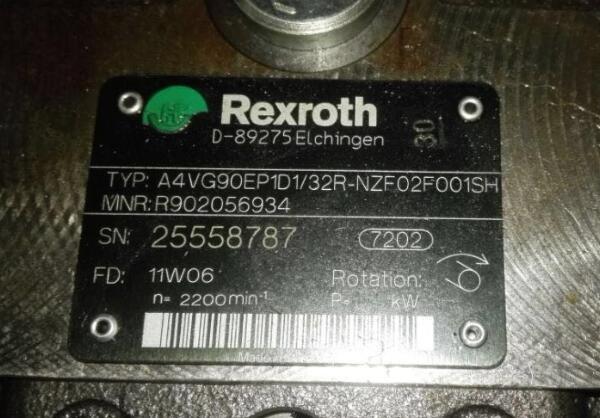 Rexroth
D-89275 Elchingen
30
TYP: A4VG90EP1D1/32R-NZF02F001SH
MNR: R902056934
SN: 25558787 7202
FD: 11W06 Rotation:
n= 2200min-1 P= kW